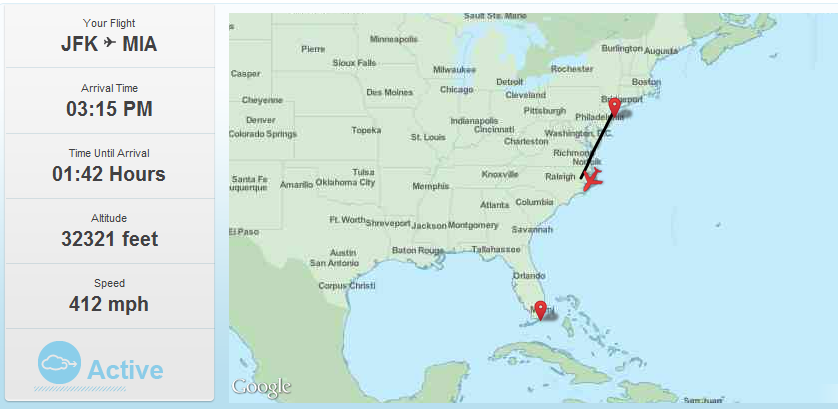 Your Flight
JFK ✈ MIA
Arrival Time
03:15 PM
Time Until Arrival
01:42 Hours
Altitude
32321 feet
Speed
412 mph
Active
Sault Ste. Marie
Minneapolis
Pierre
Burlington Augusta
Sioux Falls
Milwaukee
Rochester
Casper
Detroit
Boston
Des Moines
Chicago
Cleveland
Cheyenne
Bridgeport
Pittsburgh
Philadelphia
Denver
Indianapolis
Colorado Springs
Topeka
Cincinnati
Washington, D.C.
St. Louis
Charleston
Richmond
Norfolk
Tulsa
Knoxville
Raleigh
Santa Fe
Amarillo
Oklahoma City
Memphis
uquerque
Atlanta
Columbia
Ft. Worth
Shreveport
Jackson
Montgomery
El Paso
Savannah
Austin
Baton Rouge
Tallahassee
San Antonio
Orlando
Corpus Christi
Miami
Google
San Juan